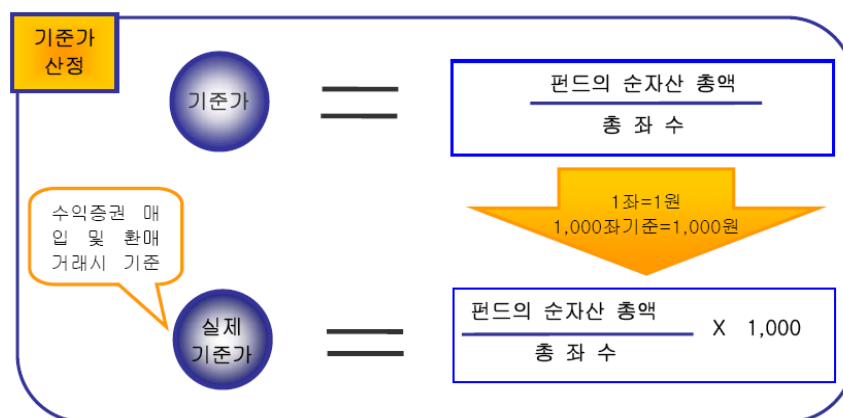 기준가
산정
기준가
펀드의 순자산 총액
총 좌 수
1좌=1원
1,000좌기준=1,000원
수익증권 매
입 및 환매
거래시 기준
실제
기준가
펀드의 순자산 총액
총 좌 수
X 1,000